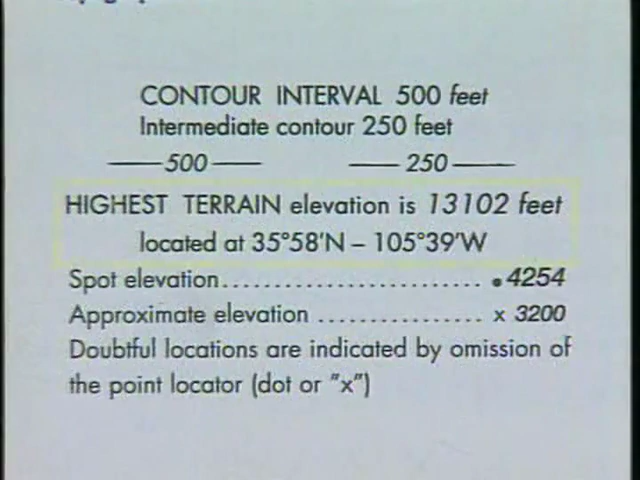 CONTOUR INTERVAL 500 feet
Intermediate contour 250 feet
500 250
HIGHEST TERRAIN elevation is 13102 feet
located at 35°58'N – 105°39'W
Spot elevation........................ .4254
Approximate elevation ................ x 3200
Doubtful locations are indicated by omission of
the point locator (dot or "x")